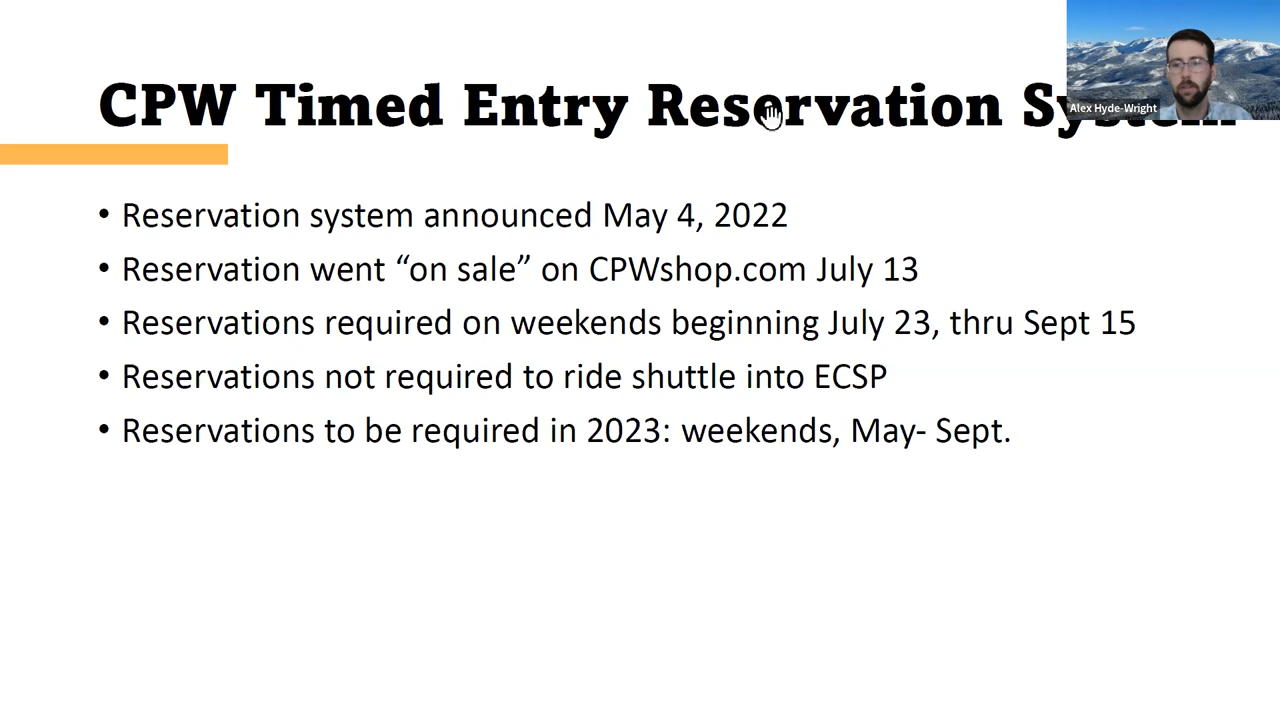 CPW Timed Entry Reservation System
Alex Hyde-Wright
• Reservation system announced May 4, 2022
• Reservation went “on sale” on CPWshop.com July 13
• Reservations required on weekends beginning July 23, thru Sept 15
• Reservations not required to ride shuttle into ECSP
• Reservations to be required in 2023: weekends, May- Sept.